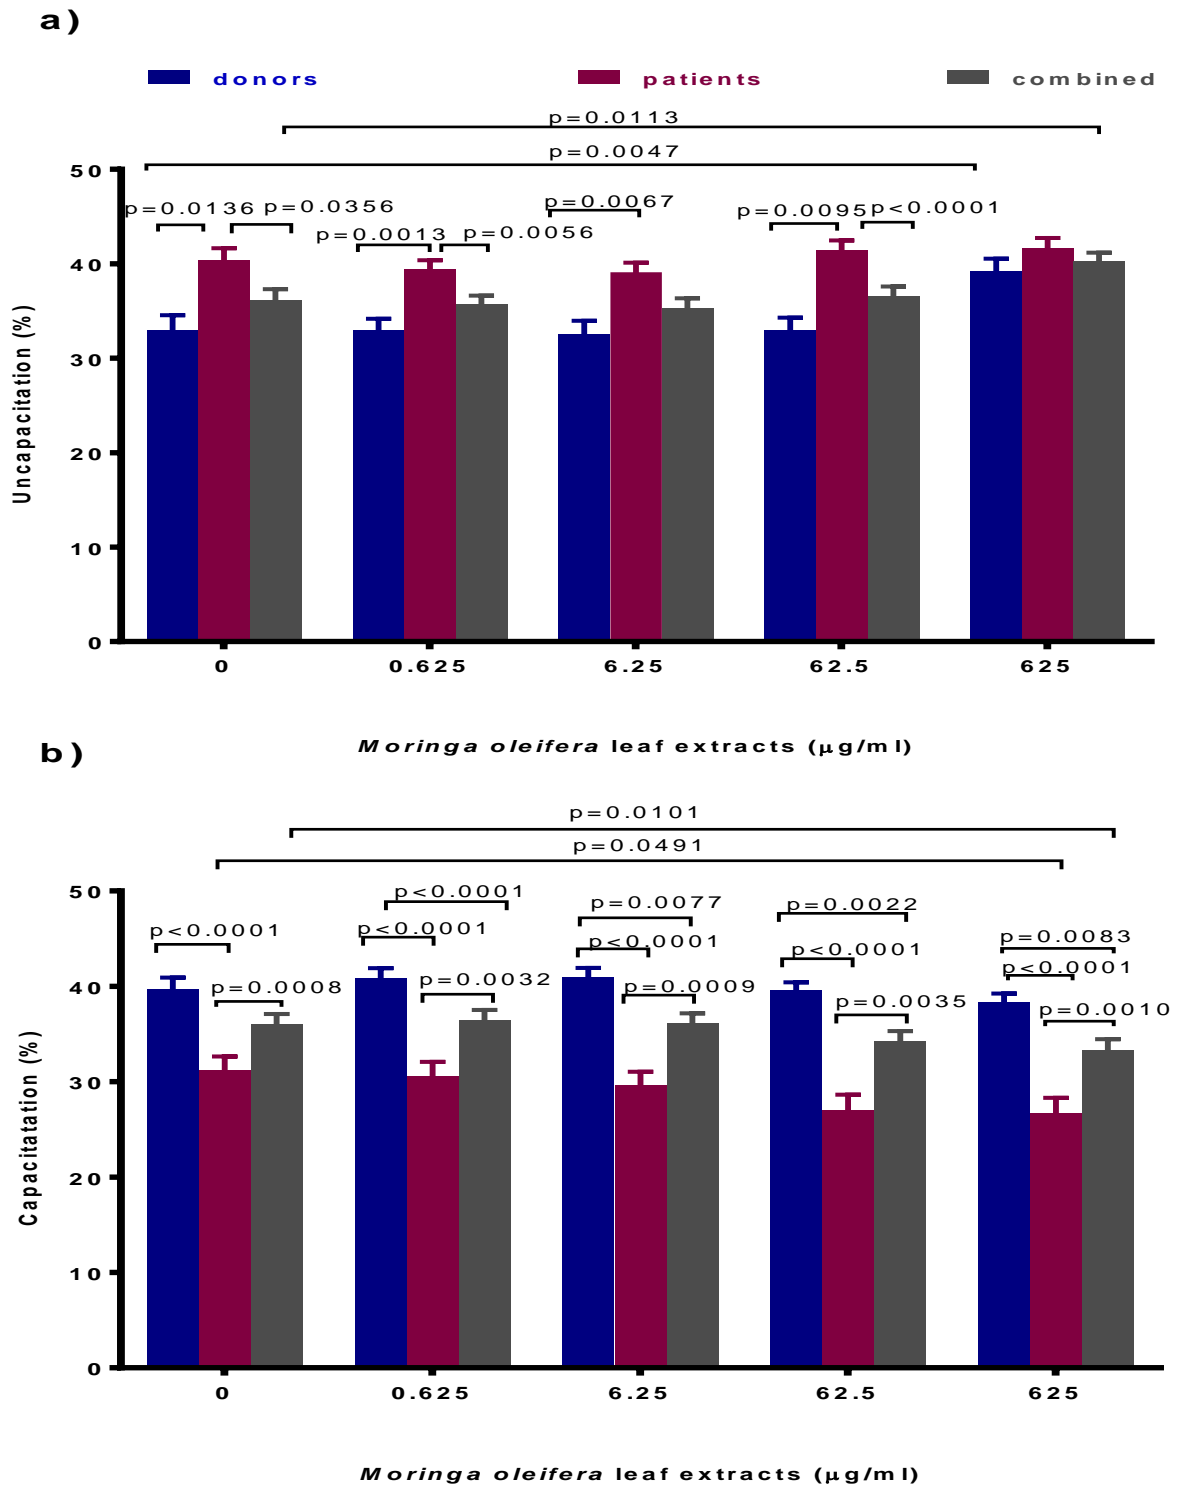 a)
donors patients combined
p=0.0113
p=0.0047
50
p=0.0136 p=0.0356 p=0.0067 p=0.0095 p<0.0001
p=0.0013 p=0.0056
40
30
20
10
0
Uncapacitation (%)
0 0.625 6.25 62.5 625
Moringa oleifera leaf extracts (μg/ml)
b)
p=0.0101
p=0.0491
50
p<0.0001 p=0.0077 p=0.0022
p<0.0001 p<0.0001 p<0.0001 p<0.0001 p=0.0083
p<0.0001
p=0.0008 p=0.0032 p=0.0009 p=0.0035 p=0.0010
40
30
20
10
0
Capacitatation (%)
0 0.625 6.25 62.5 625
Moringa oleifera leaf extracts (μg/ml)